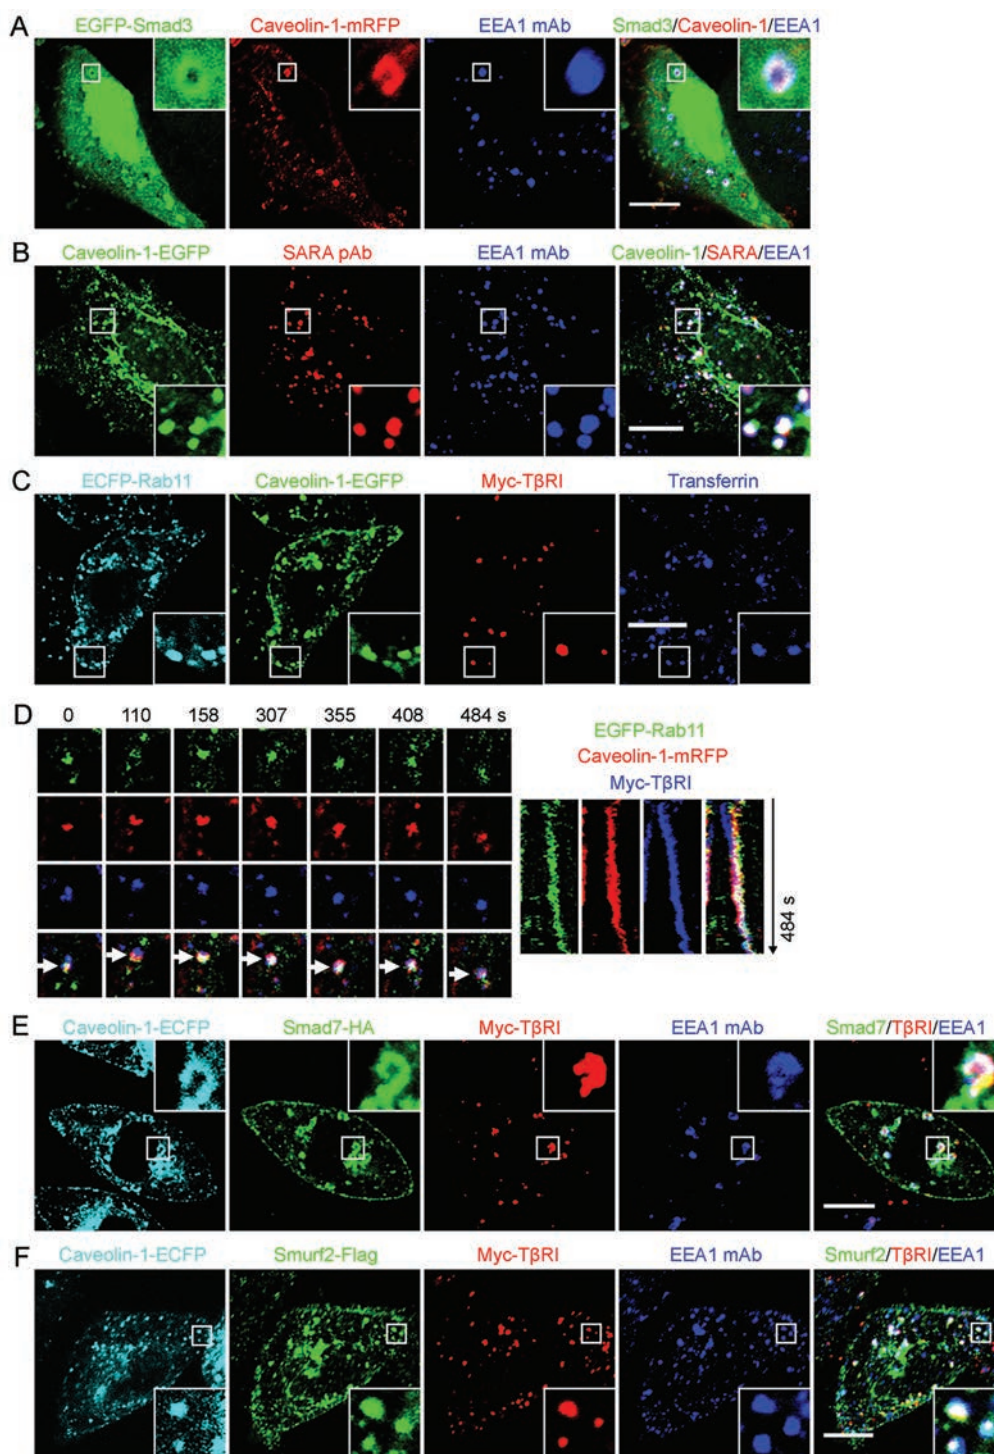 A
EGFP-Smad3 Caveolin-1-mRFP EEA1 mAb Smad3/Caveolin-1/EEA1
B
Caveolin-1-EGFP SARA pAb EEA1 mAb Caveolin-1/SARA/EEA1
C
ECFP-Rab11 Caveolin-1-EGFP Myc-TβRI Transferrin
D
0 110 158 307 355 408 484 s
EGFP-Rab11
Caveolin-1-mRFP
Myc-TβRI
484 s
E
Caveolin-1-ECFP Smad7-HA Myc-TβRI EEA1 mAb Smad7/TβRI/EEA1
F
Caveolin-1-ECFP Smurf2-Flag Myc-TβRI EEA1 mAb Smurf2/TβRI/EEA1